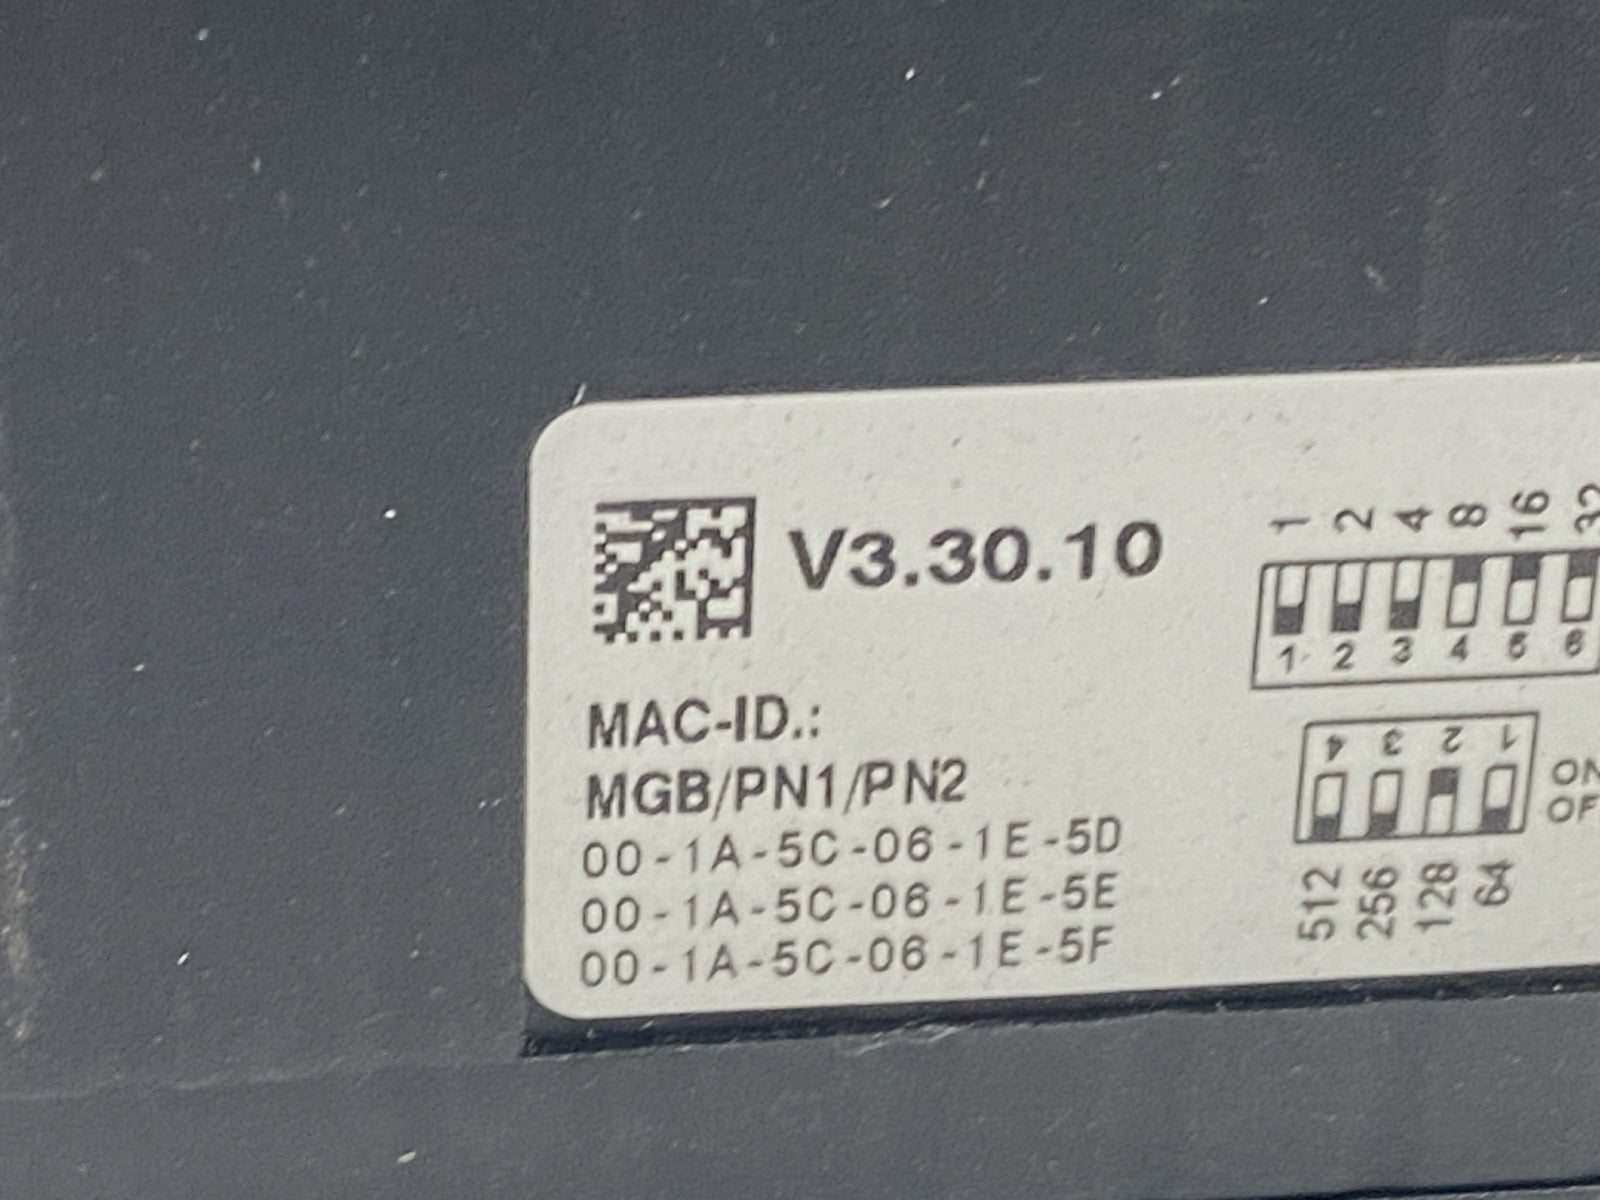 V3.30.10
MAC-ID.:
MGB/PN1/PN2
00-1A-5C-06-1E-5D
00-1A-5C-06-1E-5E
00-1A-5C-06-1E-5F
1 2 4 8 16 32
1 2 3 4 5 6
4 3 2 1
ON
OF
512 256 128 64